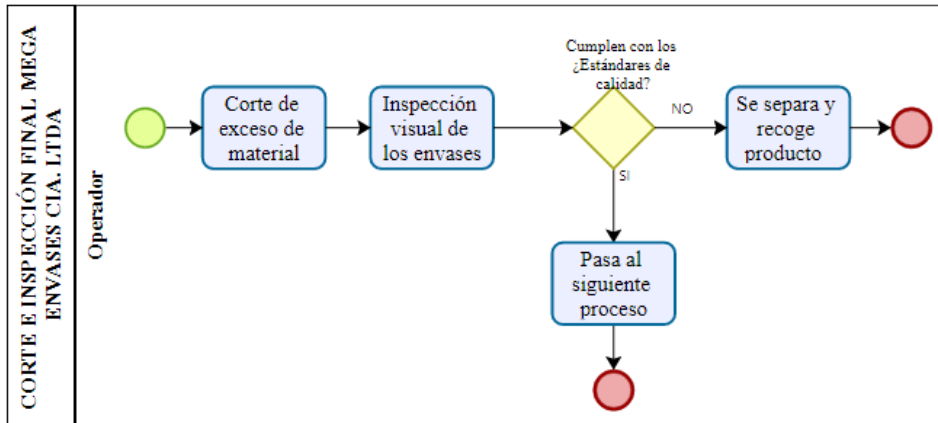 CORTE E INSPECCIÓN FINAL MEGA
ENVASES CIA. LTDA
Operador
Corte de
exceso de
material
Inspección
visual de
los envases
Cumplen con los
¿Estándares de
calidad?
NO
SI
Se separa y
recoge
producto
Pasa al
siguiente
proceso